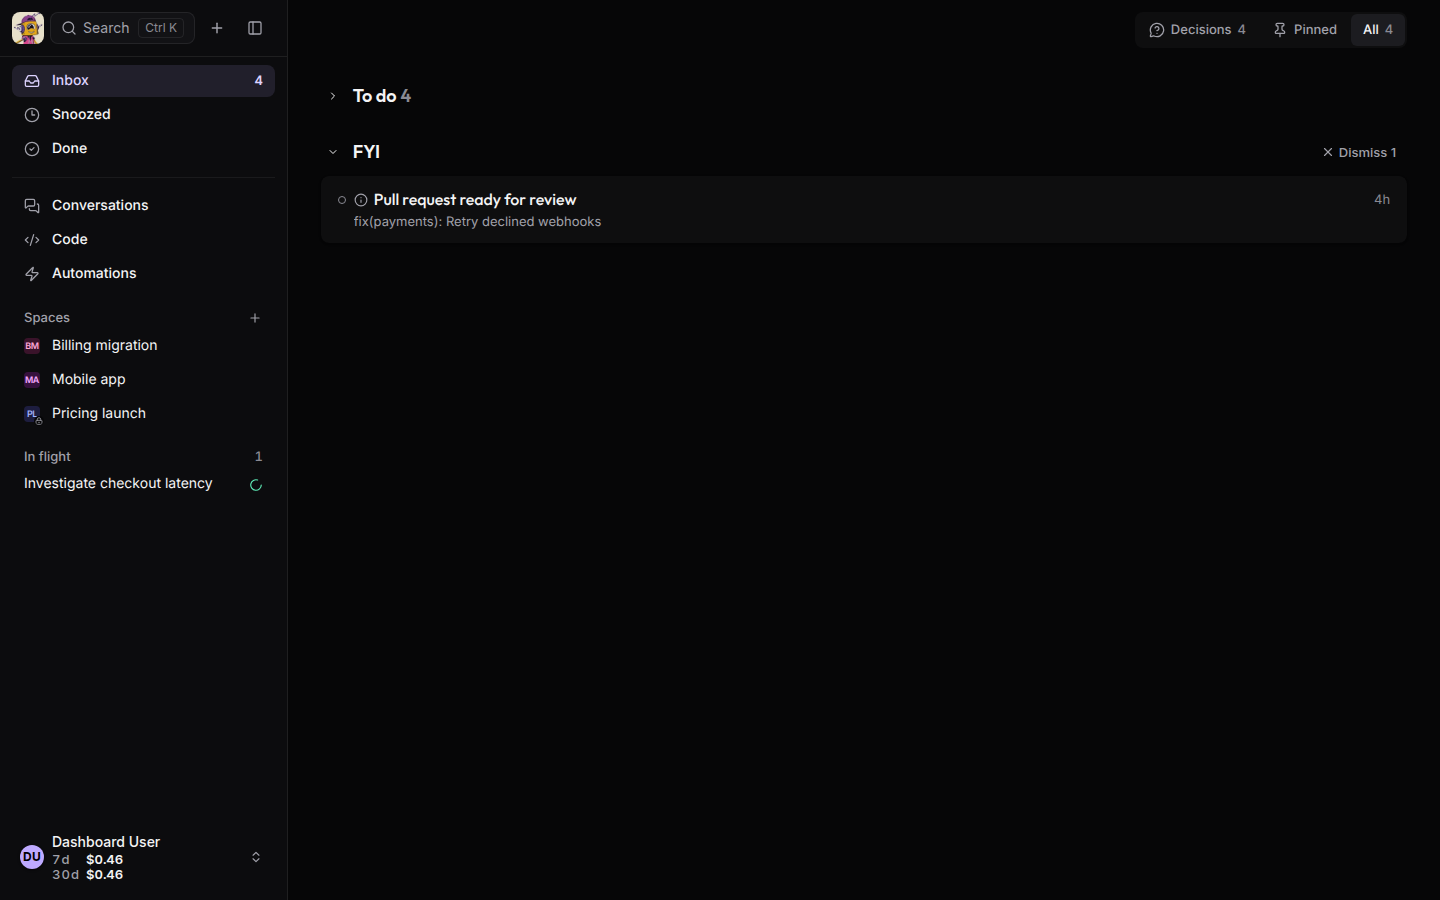 Search Ctrl K
Inbox 4
Snoozed
Done
Conversations
Code
Automations
Spaces
BM Billing migration
MA Mobile app
PL Pricing launch
In flight 1
Investigate checkout latency
DU Dashboard User
7d $0.46
30d $0.46
Decisions 4 Pinned All 4
To do 4
FYI Dismiss 1
Pull request ready for review 4h
fix(payments): Retry declined webhooks